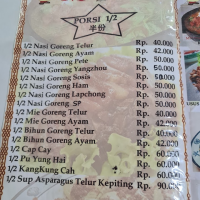 PORSI 1/2
半份
1/2 Nasi Goreng Telur Rp. 40.000
1/2 Nasi Goreng Ayam Rp. 42.000
1/2 Nasi Goreng Pete Rp. 50.000
1/2 Nasi Goreng Yangzhou Rp. 50.000
1/2 Nasi Goreng Sosis Rp. 50.000
1/2 Nasi Goreng Ham Rp. 50.000
1/2 Nasi Goreng Lapchong Rp. 50.000
1/2 Nasi Goreng SP Rp. 50.000
1/2 Mie Goreng Telur Rp. 40.000
1/2 Mie Goreng Ayam Rp. 42.000
1/2 Bihun Goreng Telur Rp. 40.000
1/2 Bihun Goreng Ayam Rp. 42.000
1/2 Cap Cay Rp. 60.000
1/2 Pu Yung Hai Rp. 60.000
1/2 KangKung Cah Rp. 60.000
1/2 Sup Asparagus Telur Kepiting Rp. 90.000